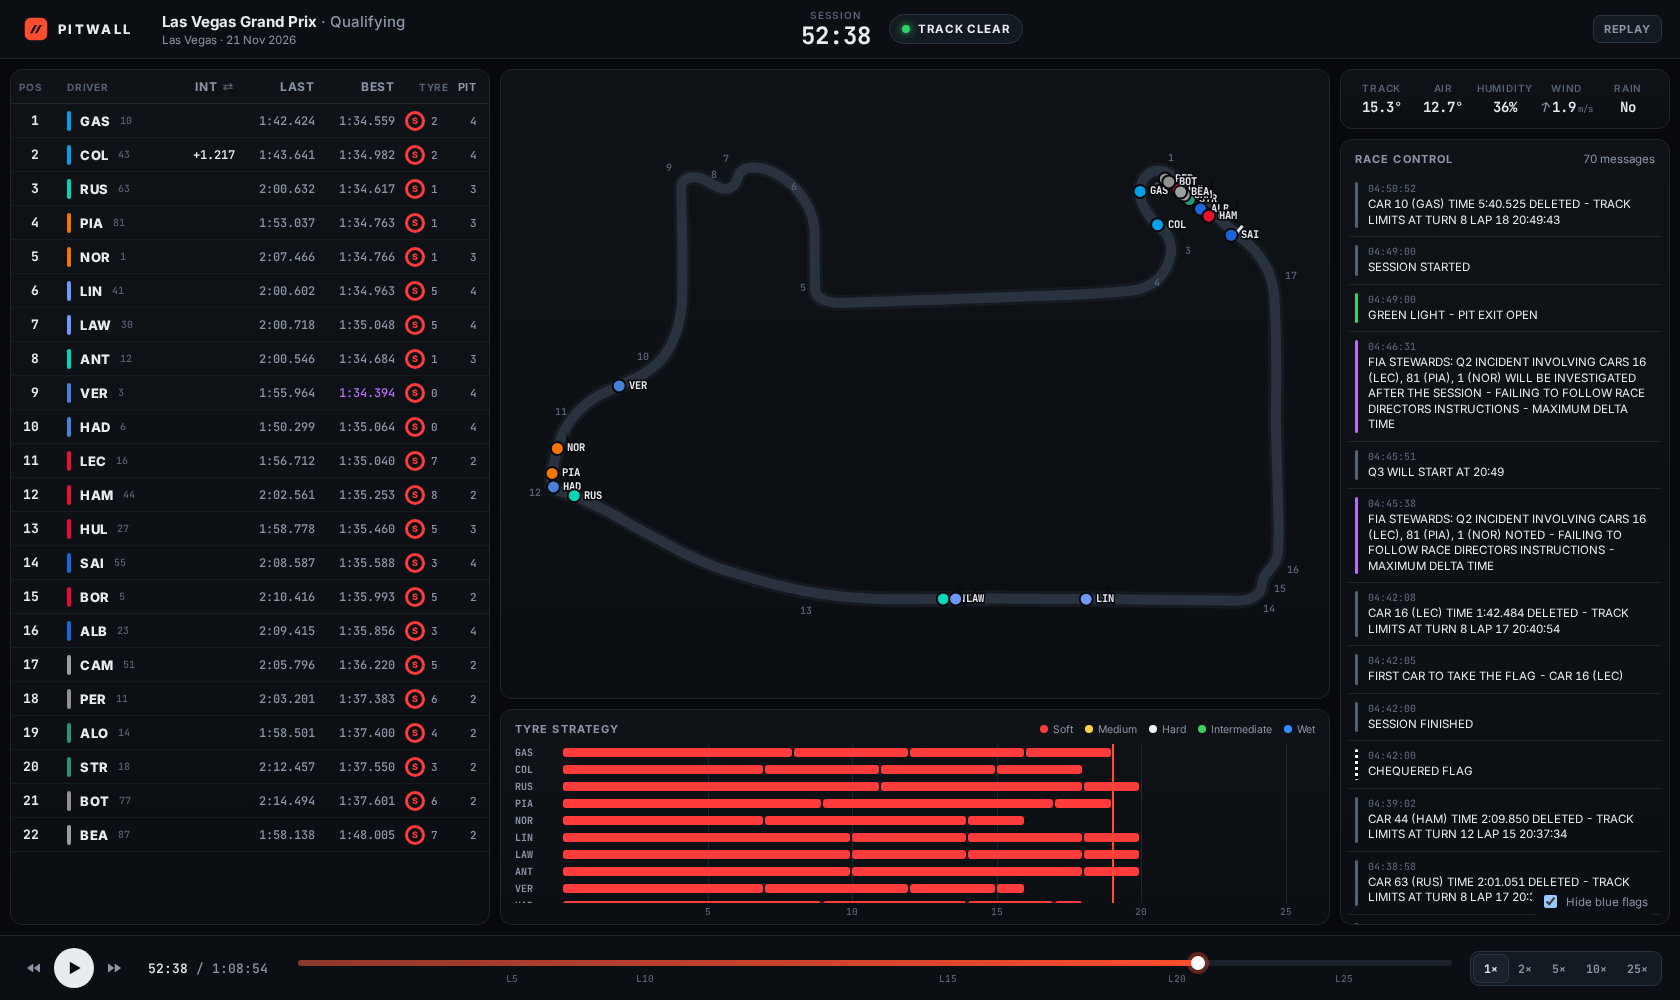 PITWALL
Las Vegas Grand Prix · Qualifying
Las Vegas · 21 Nov 2026
SESSION
52:38
TRACK CLEAR
REPLAY
POS DRIVER INT ⇄ LAST BEST TYRE PIT
1 GAS 10 1:42.424 1:34.559 S 2 4
2 COL 43 +1.217 1:43.641 1:34.982 S 2 4
3 RUS 63 2:00.632 1:34.617 S 1 3
4 PIA 81 1:53.037 1:34.763 S 1 3
5 NOR 1 2:07.466 1:34.766 S 1 3
6 LIN 41 2:00.602 1:34.963 S 5 4
7 LAW 30 2:00.718 1:35.048 S 5 4
8 ANT 12 2:00.546 1:34.684 S 1 3
9 VER 3 1:55.964 1:34.394 S 0 4
10 HAD 6 1:50.299 1:35.064 S 0 4
11 LEC 16 1:56.712 1:35.040 S 7 2
12 HAM 44 2:02.561 1:35.253 S 8 2
13 HUL 27 1:58.778 1:35.460 S 5 3
14 SAI 55 2:08.587 1:35.588 S 3 4
15 BOR 5 2:10.416 1:35.993 S 5 2
16 ALB 23 2:09.415 1:35.856 S 3 4
17 CAM 51 2:05.796 1:36.220 S 5 2
18 PER 11 2:03.201 1:37.383 S 6 2
19 ALO 14 1:58.501 1:37.400 S 4 2
20 STR 18 2:12.457 1:37.550 S 3 2
21 BOT 77 2:14.494 1:37.601 S 6 2
22 BEA 87 1:58.138 1:48.005 S 7 2
1
7
9
8
6
BOT
GAS
BEA
ALR
HAM
COL
SAI
3
17
4
5
10
VER
11
NOR
PIA
HAD
12
RUS
16
15
14
13
LAW
LIN
TYRE STRATEGY
Soft Medium Hard Intermediate Wet
GAS
COL
RUS
PIA
NOR
LIN
LAW
ANT
VER
5 10 15 20 25
TRACK AIR HUMIDITY WIND RAIN
15.3° 12.7° 36% 1.9 m/s No
RACE CONTROL 70 messages
04:50:52
CAR 10 (GAS) TIME 5:40.525 DELETED - TRACK
LIMITS AT TURN 8 LAP 18 20:49:43
04:49:00
SESSION STARTED
04:49:00
GREEN LIGHT - PIT EXIT OPEN
04:46:31
FIA STEWARDS: Q2 INCIDENT INVOLVING CARS 16
(LEC), 81 (PIA), 1 (NOR) WILL BE INVESTIGATED
AFTER THE SESSION - FAILING TO FOLLOW RACE
DIRECTORS INSTRUCTIONS - MAXIMUM DELTA
TIME
04:45:51
Q3 WILL START AT 20:49
04:45:38
FIA STEWARDS: Q2 INCIDENT INVOLVING CARS 16
(LEC), 81 (PIA), 1 (NOR) NOTED - FAILING TO
FOLLOW RACE DIRECTORS INSTRUCTIONS -
MAXIMUM DELTA TIME
04:42:08
CAR 16 (LEC) TIME 1:42.484 DELETED - TRACK
LIMITS AT TURN 8 LAP 17 20:40:54
04:42:05
FIRST CAR TO TAKE THE FLAG - CAR 16 (LEC)
04:42:00
SESSION FINISHED
04:42:00
CHEQUERED FLAG
04:39:02
CAR 44 (HAM) TIME 2:09.850 DELETED - TRACK
LIMITS AT TURN 12 LAP 15 20:37:34
04:38:58
CAR 63 (RUS) TIME 2:01.051 DELETED - TRACK
LIMITS AT TURN 8 LAP 17 20:
Hide blue flags
52:38 / 1:08:54
L5 L10 L15 L20 L25
1× 2× 5× 10× 25×